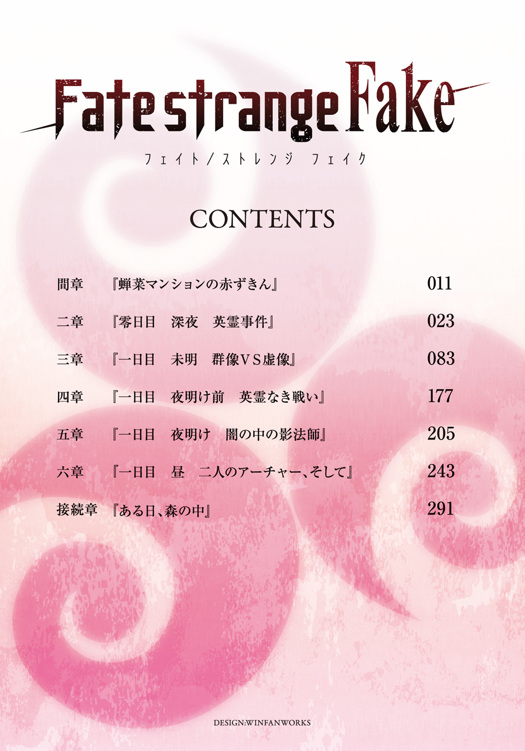 Fate strange Fake
フェイト/ストレンジ フェイク
CONTENTS
間章 『蝉菜マンションの赤ずきん』 011
二章 『零日目 深夜 英霊事件』 023
三章 『一日目 未明 群像VS虚像』 083
四章 『一日目 夜明け前 英霊なき戦い』 177
五章 『一日目 夜明け 闇の中の影法師』 205
六章 『一日目 昼 二人のアーチャー、そして』 243
接続章 『ある日、森の中』 291
DESIGN:WINFANWORKS